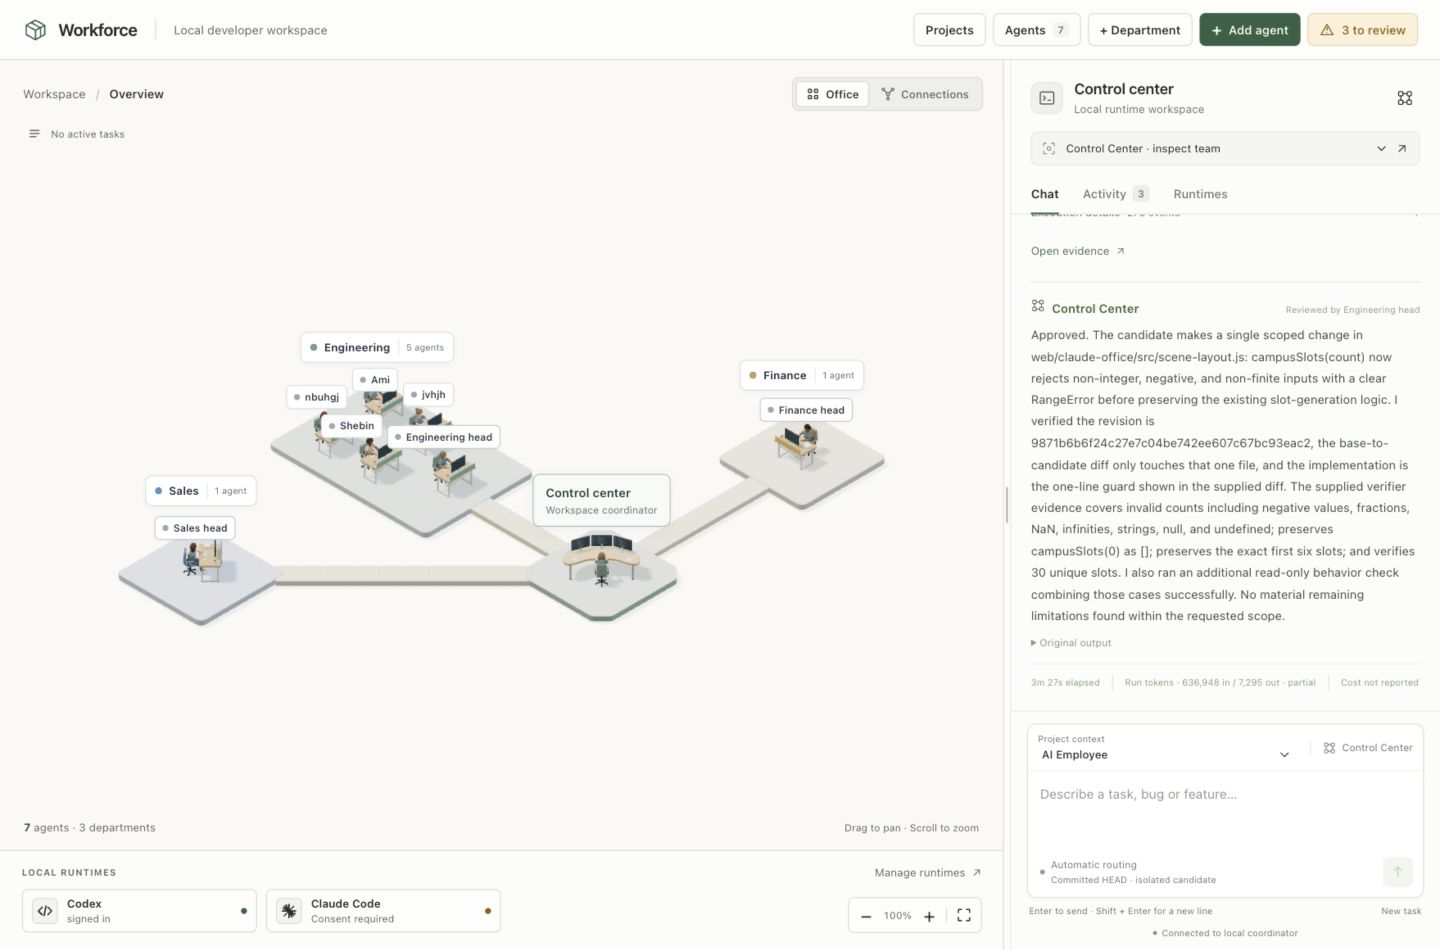 Workforce
Local developer workspace
Projects
Agents 7
+ Department
+ Add agent
3 to review
Workspace / Overview
Office
Connections
No active tasks
Engineering 5 agents
Ami
nbuhgj
jvhjh
Shebin
Engineering head
Finance 1 agent
Finance head
Sales 1 agent
Sales head
Control center
Workspace coordinator
7 agents · 3 departments
Drag to pan · Scroll to zoom
LOCAL RUNTIMES
Manage runtimes
Codex
signed in
Claude Code
Consent required
− 100% +
Control center
Local runtime workspace
Control Center · inspect team
Chat
Activity 3
Runtimes
Open evidence
Control Center
Reviewed by Engineering head
Approved. The candidate makes a single scoped change in
web/claude-office/src/scene-layout.js: campusSlots(count) now
rejects non-integer, negative, and non-finite inputs with a clear
RangeError before preserving the existing slot-generation logic. I
verified the revision is
9871b6b6f24c27e7c04be742ee607c67bc93eac2, the base-to-
candidate diff only touches that one file, and the implementation is
the one-line guard shown in the supplied diff. The supplied verifier
evidence covers invalid counts including negative values, fractions,
NaN, infinities, strings, null, and undefined; preserves
campusSlots(0) as []; preserves the exact first six slots; and verifies
30 unique slots. I also ran an additional read-only behavior check
combining those cases successfully. No material remaining
limitations found within the requested scope.
Original output
3m 27s elapsed
Run tokens · 636,948 in / 7,295 out · partial
Cost not reported
Project context
AI Employee
Control Center
Describe a task, bug or feature...
Automatic routing
Committed HEAD · isolated candidate
Enter to send · Shift + Enter for a new line
New task
Connected to local coordinator